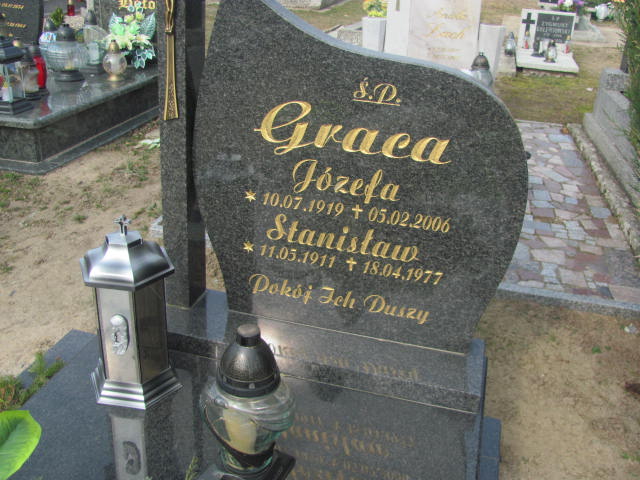 Ś.P.
Graca
Józefa
* 10.07.1919 + 05.02.2006
Stanisław
* 11.05.1911 + 18.04.1977
Pokój Ich Duszy